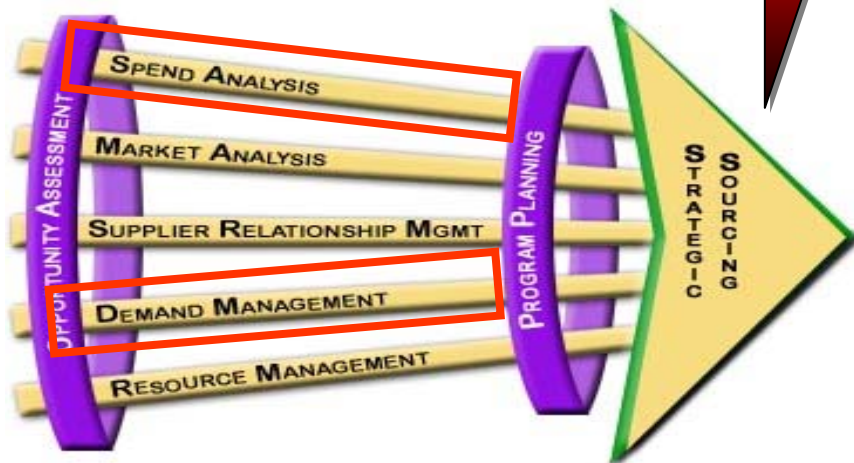 OPPORTUNITY ASSESSMENT
SPEND ANALYSIS
MARKET ANALYSIS
SUPPLIER RELATIONSHIP MGMT
DEMAND MANAGEMENT
RESOURCE MANAGEMENT
PROGRAM PLANNING
STRATEGIC
SOURCING